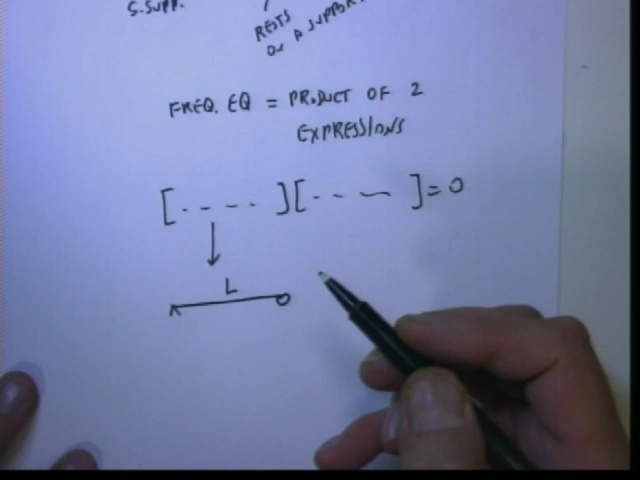 S.SUPP.
RESTS
ON A SUPPORT
FREQ. EQ = PRODUCT OF 2
EXPRESSIONS
[ . - - . ] [ . - - — ] = 0
L